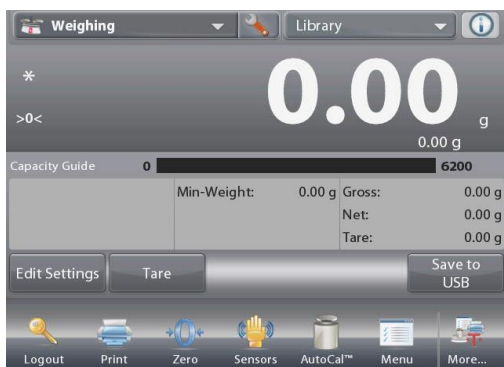 Weighing Library
*
0.00 g
>0<
0.00 g
Capacity Guide 0 6200
Min-Weight: 0.00 g Gross: 0.00 g
Net: 0.00 g
Tare: 0.00 g
Edit Settings Tare Save to USB
Logout Print Zero Sensors AutoCal™ Menu More...